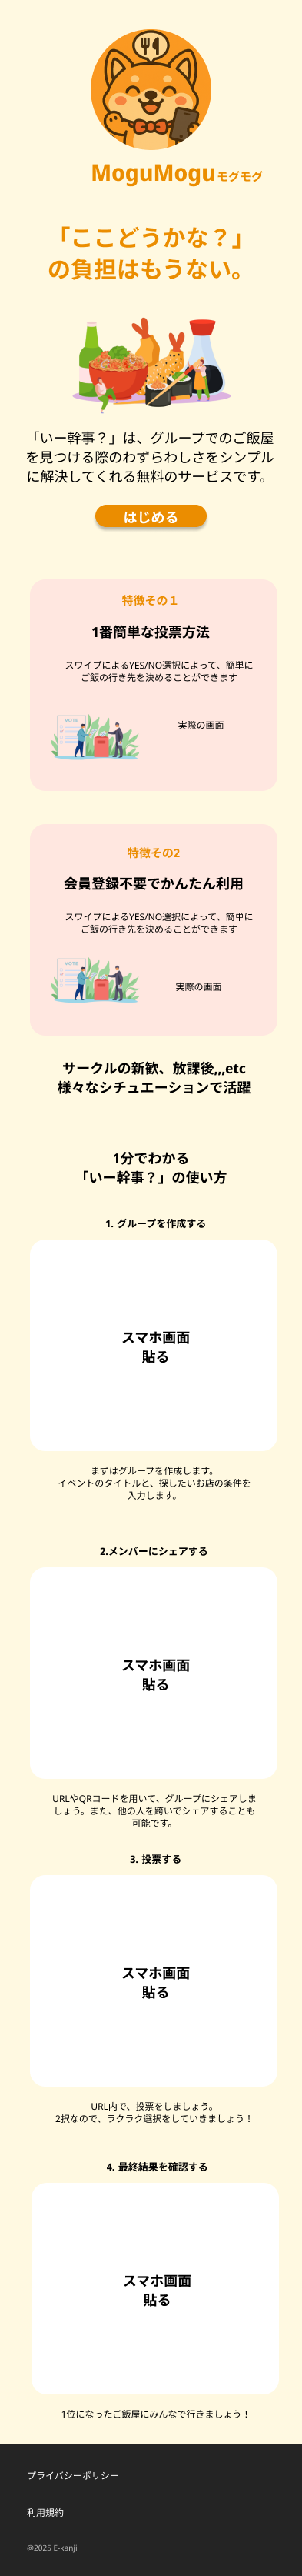 MoguMoguモグモグ
「ここどうかな？」
の負担はもうない。
「いー幹事？」は、グループでのご飯屋
を見つける際のわずらわしさをシンプル
に解決してくれる無料のサービスです。
はじめる
特徴その１
1番簡単な投票方法
スワイプによるYES/NO選択によって、簡単に
ご飯の行き先を決めることができます
VOTE
実際の画面
特徴その2
会員登録不要でかんたん利用
スワイプによるYES/NO選択によって、簡単に
ご飯の行き先を決めることができます
VOTE
実際の画面
サークルの新歓、放課後,,,etc
様々なシチュエーションで活躍
1分でわかる
「いー幹事？」の使い方
1. グループを作成する
スマホ画面
貼る
まずはグループを作成します。
イベントのタイトルと、探したいお店の条件を
入力します。
2.メンバーにシェアする
スマホ画面
貼る
URLやQRコードを用いて、グループにシェアしま
しょう。また、他の人を跨いでシェアすることも
可能です。
3. 投票する
スマホ画面
貼る
URL内で、投票をしましょう。
2択なので、ラクラク選択をしていきましょう！
4. 最終結果を確認する
スマホ画面
貼る
1位になったご飯屋にみんなで行きましょう！
プライバシーポリシー
利用規約
@2025 E-kanji